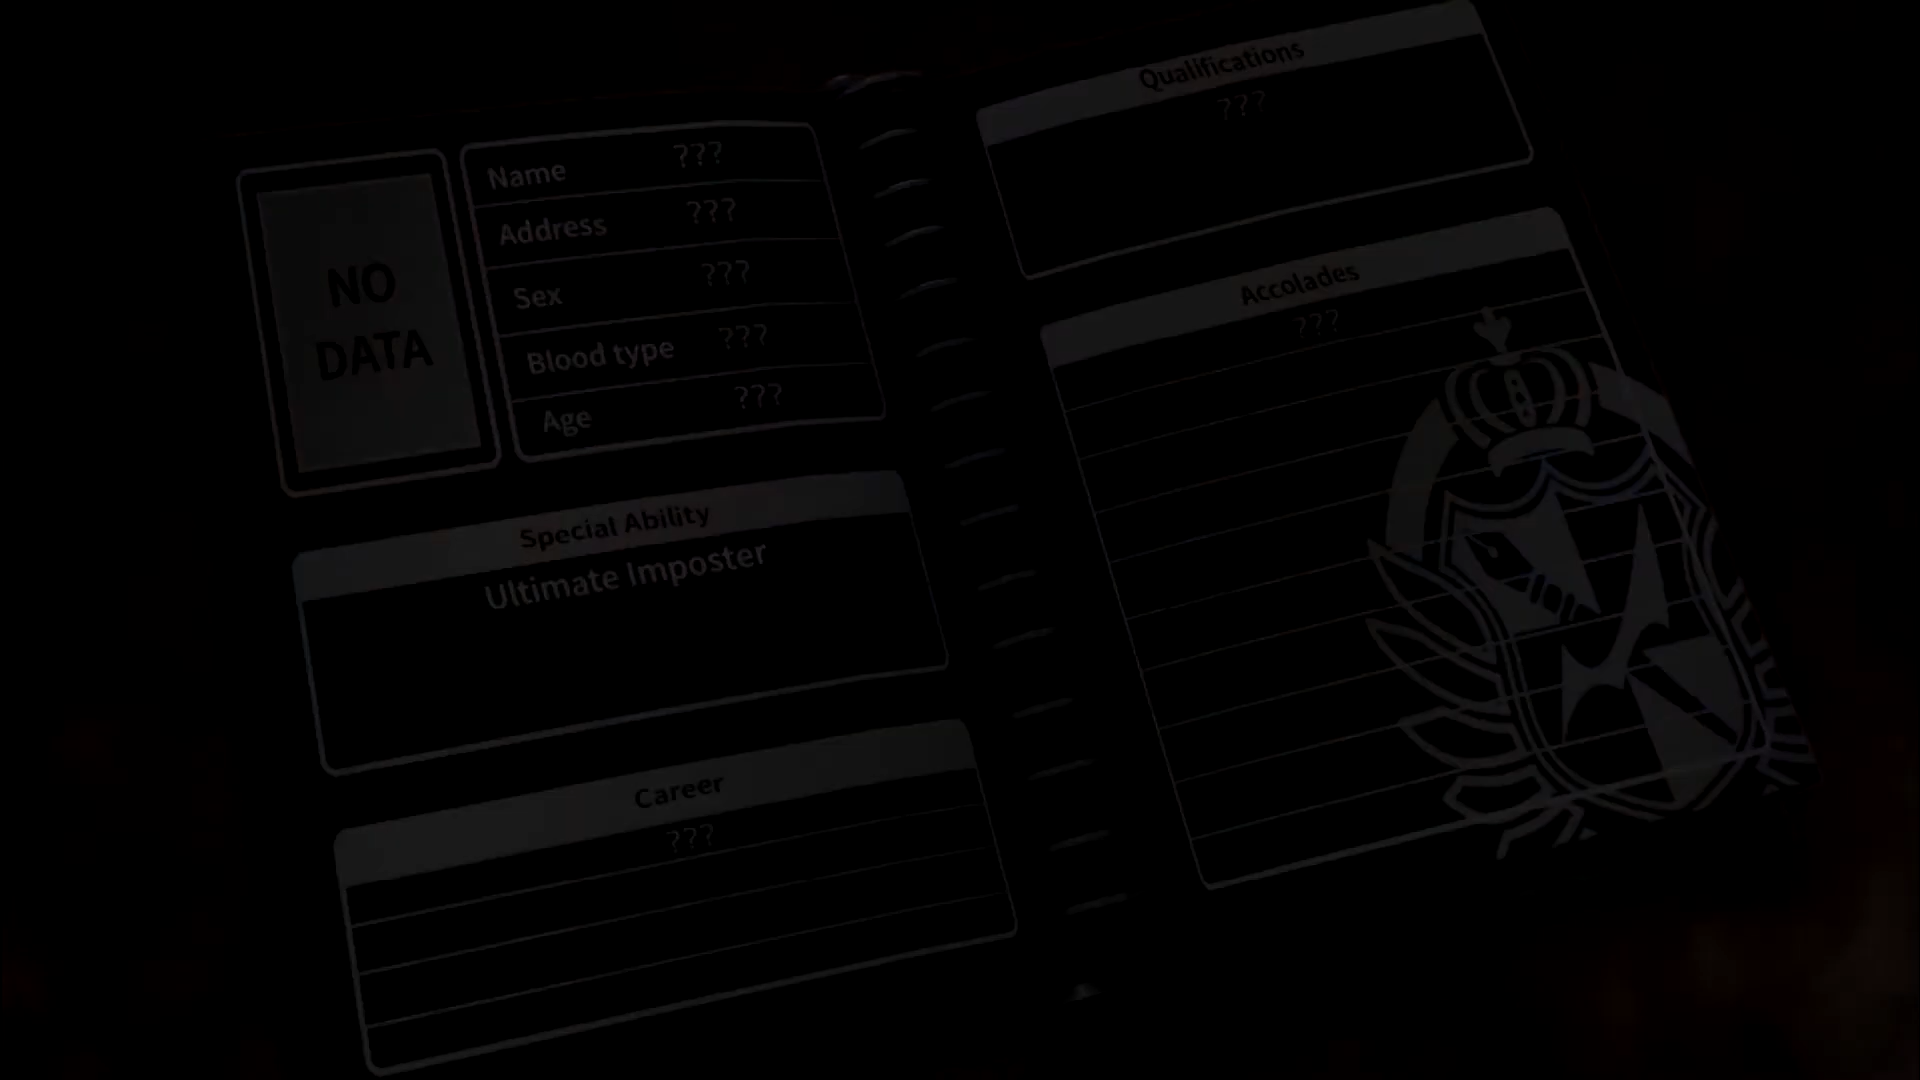 NO
DATA
Name ???
Address ???
Sex ???
Blood type ???
Age ???
Special Ability
Ultimate Imposter
Career
???
Qualifications
???
Accolades
???